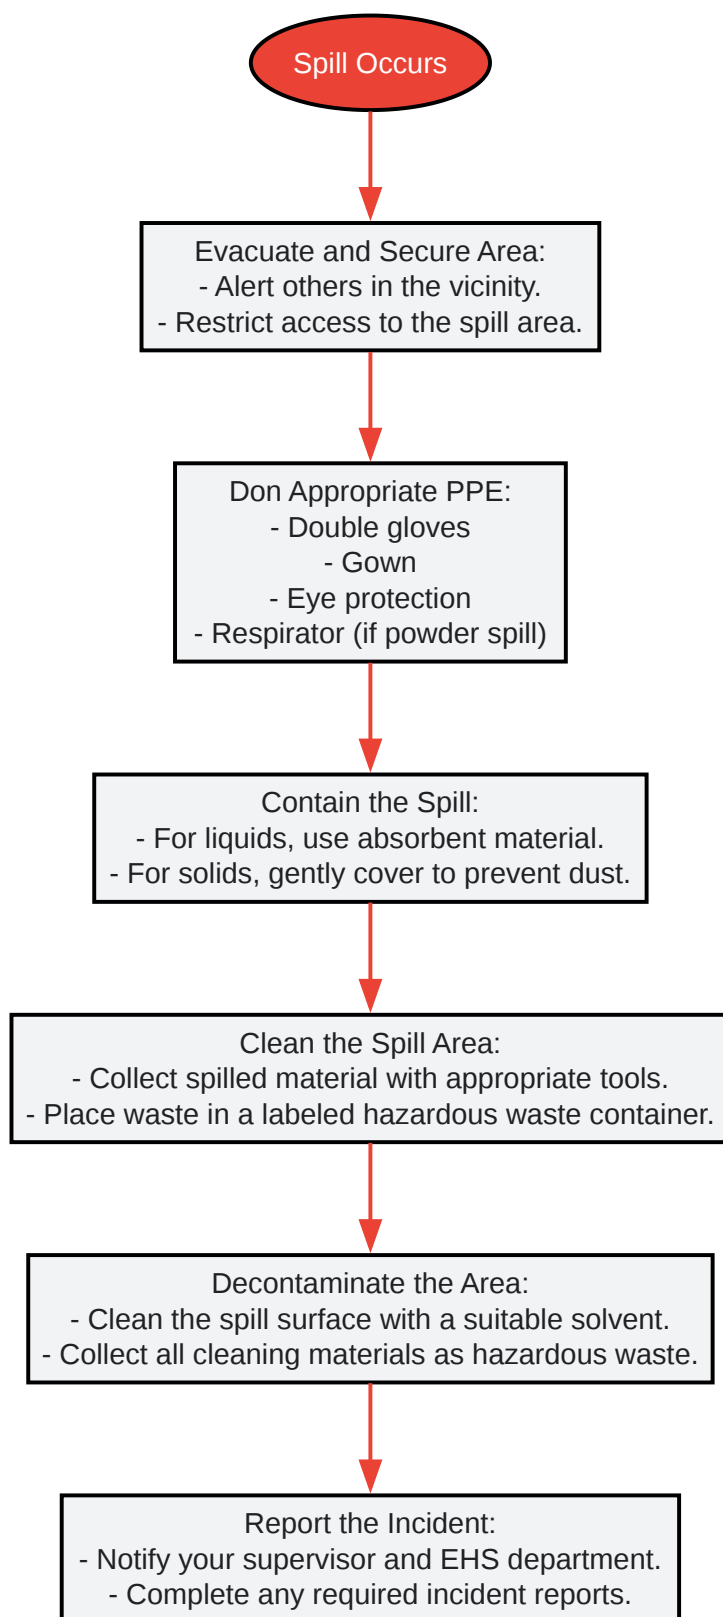 Spill Occurs
Evacuate and Secure Area:
- Alert others in the vicinity.
- Restrict access to the spill area.
Don Appropriate PPE:
- Double gloves
- Gown
- Eye protection
- Respirator (if powder spill)
Contain the Spill:
- For liquids, use absorbent material.
- For solids, gently cover to prevent dust.
Clean the Spill Area:
- Collect spilled material with appropriate tools.
- Place waste in a labeled hazardous waste container.
Decontaminate the Area:
- Clean the spill surface with a suitable solvent.
- Collect all cleaning materials as hazardous waste.
Report the Incident:
- Notify your supervisor and EHS department.
- Complete any required incident reports.